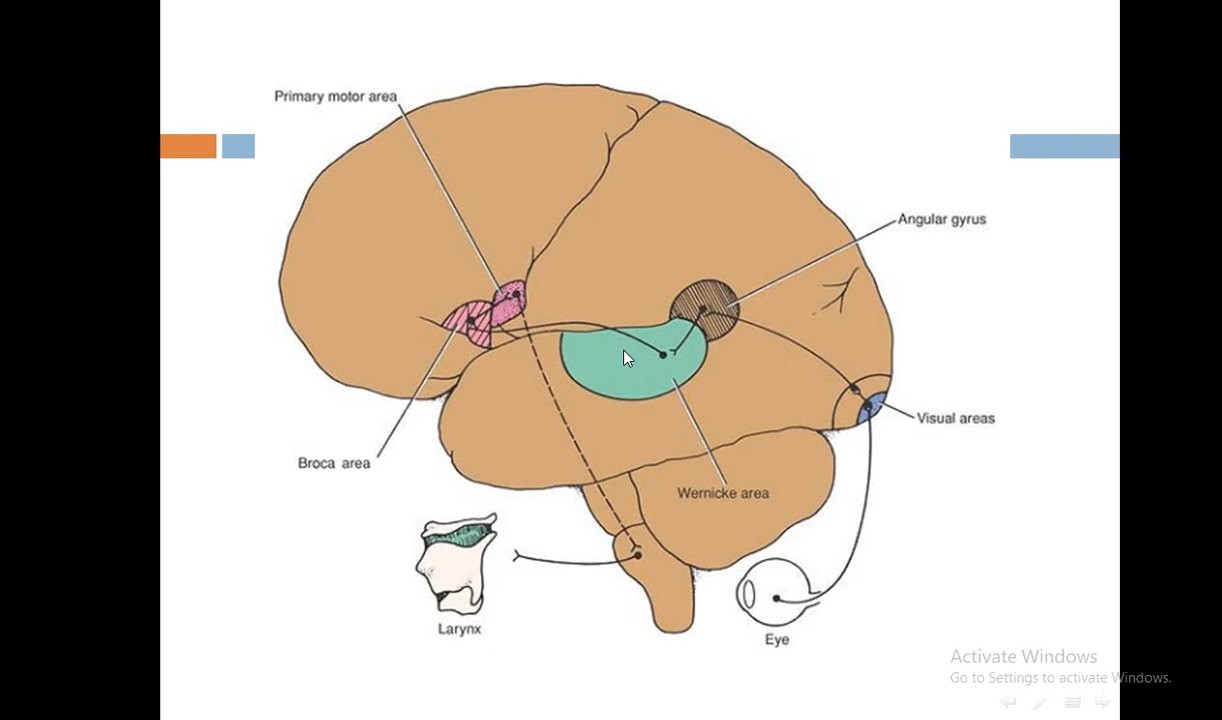 Primary motor area
Angular gyrus
Visual areas
Broca area
Wernicke area
Larynx
Eye
Activate Windows
Go to Settings to activate Windows.